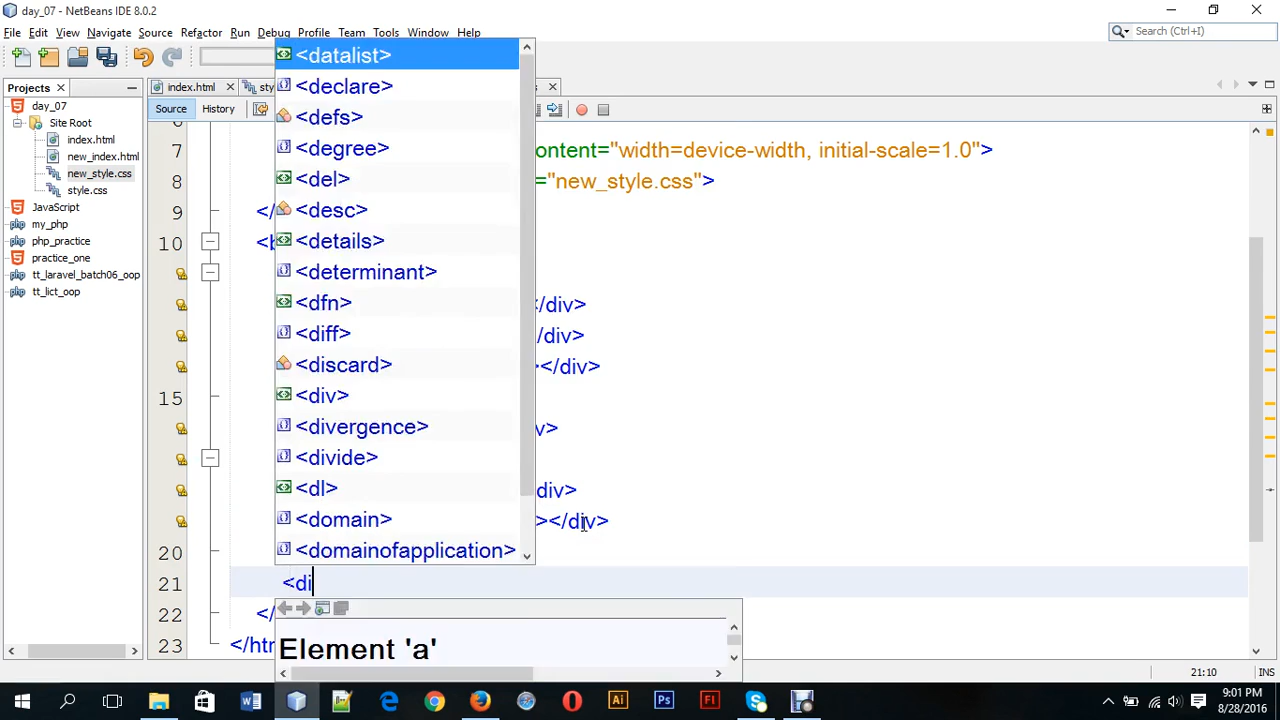 day_07 - NetBeans IDE 8.0.2
File Edit View Navigate Source Refactor Run Debug Profile Team Tools Window Help
Search (Ctrl+I)
Projects
index.html
Source History
day_07
Site Root
index.html
new_index.html
new_style.css
style.css
JavaScript
my_php
php_practice
practice_one
tt_laravel_batch06_oop
tt_lict_oop
<datalist>
<declare>
<defs>
<degree>
<del>
<desc>
<details>
<determinant>
<dfn>
<diff>
<discard>
<div>
<divergence>
<divide>
<dl>
<domain>
<domainofapplication>
7 content="width=device-width, initial-scale=1.0">
8 ="new_style.css">
9 </
10 <b
</div>
/div>
></div>
15
v>
div>
></div>
20
21 <di
22 </
23 </htm
Element 'a'
21:10 INS
9:01 PM
8/28/2016